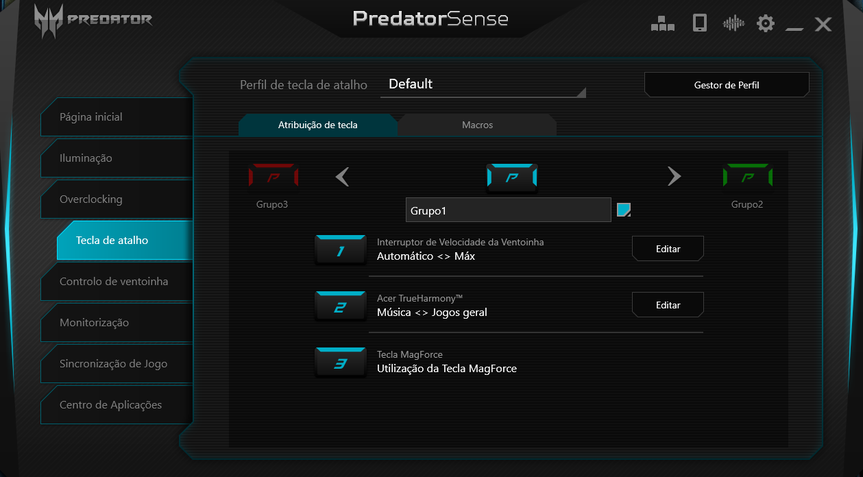 PREDATOR
PredatorSense
Perfil de tecla de atalho Default Gestor de Perfil
Atribuição de tecla Macros
Página inicial
Iluminação
Overclocking
Tecla de atalho
Controlo de ventoinha
Monitorização
Sincronização de Jogo
Centro de Aplicações
P P P
Grupo3 Grupo1 Grupo2
1 Interruptor de Velocidade da Ventoinha
Automático <> Máx
Editar
2 Acer TrueHarmony™
Música <> Jogos geral
Editar
3 Tecla MagForce
Utilização da Tecla MagForce